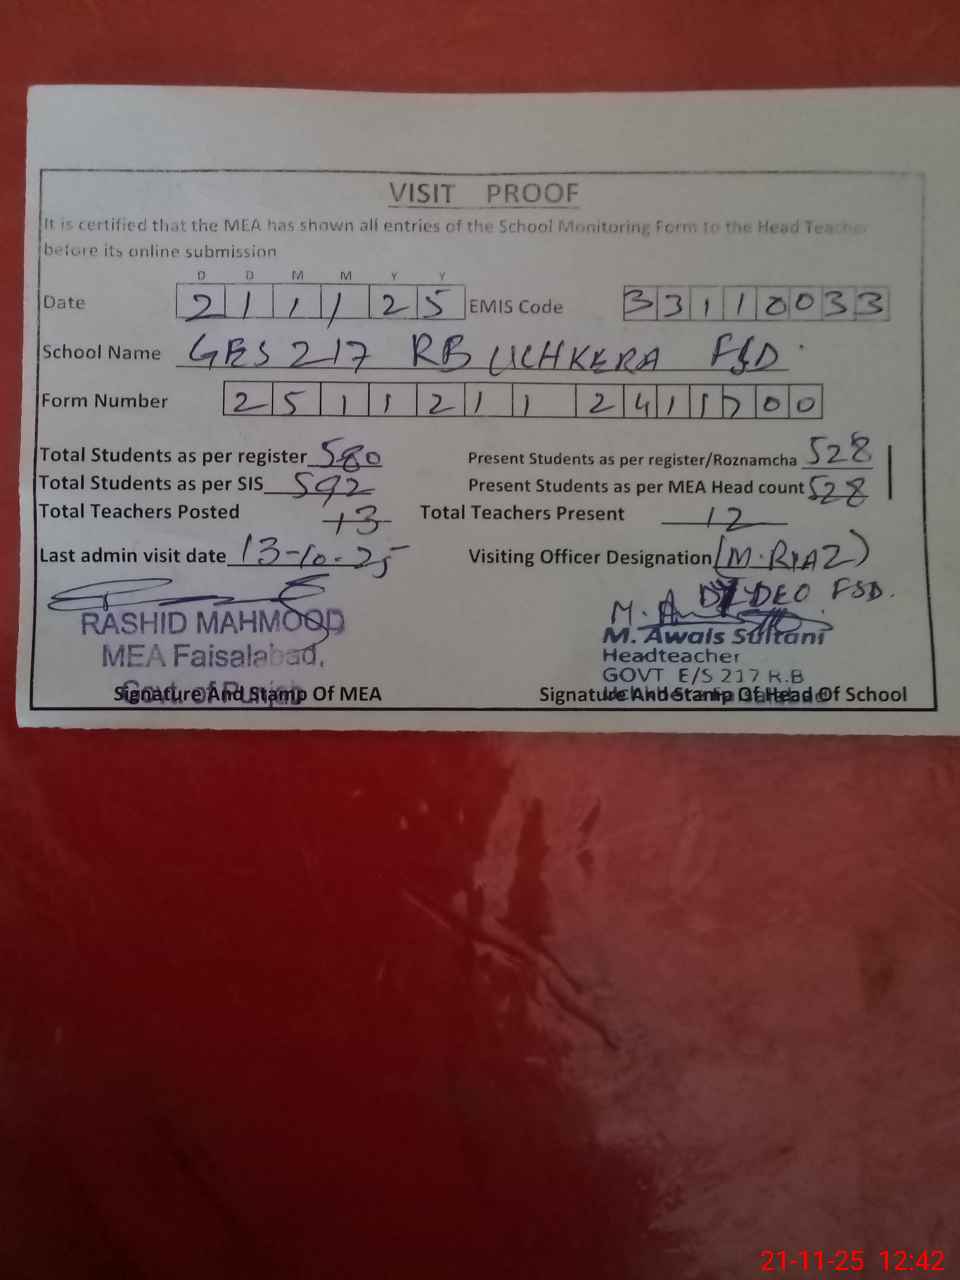 VISIT PROOF
It is certified that the MEA has shown all entries of the School Monitoring Form to the Head Teacher
before its online submission
D D M M Y Y
Date 2 1 1 1 2 5 EMIS Code 3 3 1 1 0 0 3 3
School Name GES 217 RB UCHKERA FSD
Form Number 2 5 1 1 2 1 1 2 4 1 1 0 0
Total Students as per register 580 Present Students as per register/Roznamcha 528
Total Students as per SIS 592 Present Students as per MEA Head count 528
Total Teachers Posted 13 Total Teachers Present 12
Last admin visit date 13-10-25 Visiting Officer Designation (M.RIAZ)
DEO FSD.
RASHID MAHMOOD
MEA Faisalabad,
Govt. of Punjab
M. Awais Sultani
Headteacher
GOVT E/S 217 R.B
Signature And Stamp Of MEA Signature And Stamp Of Head Of School
21-11-25 12:42